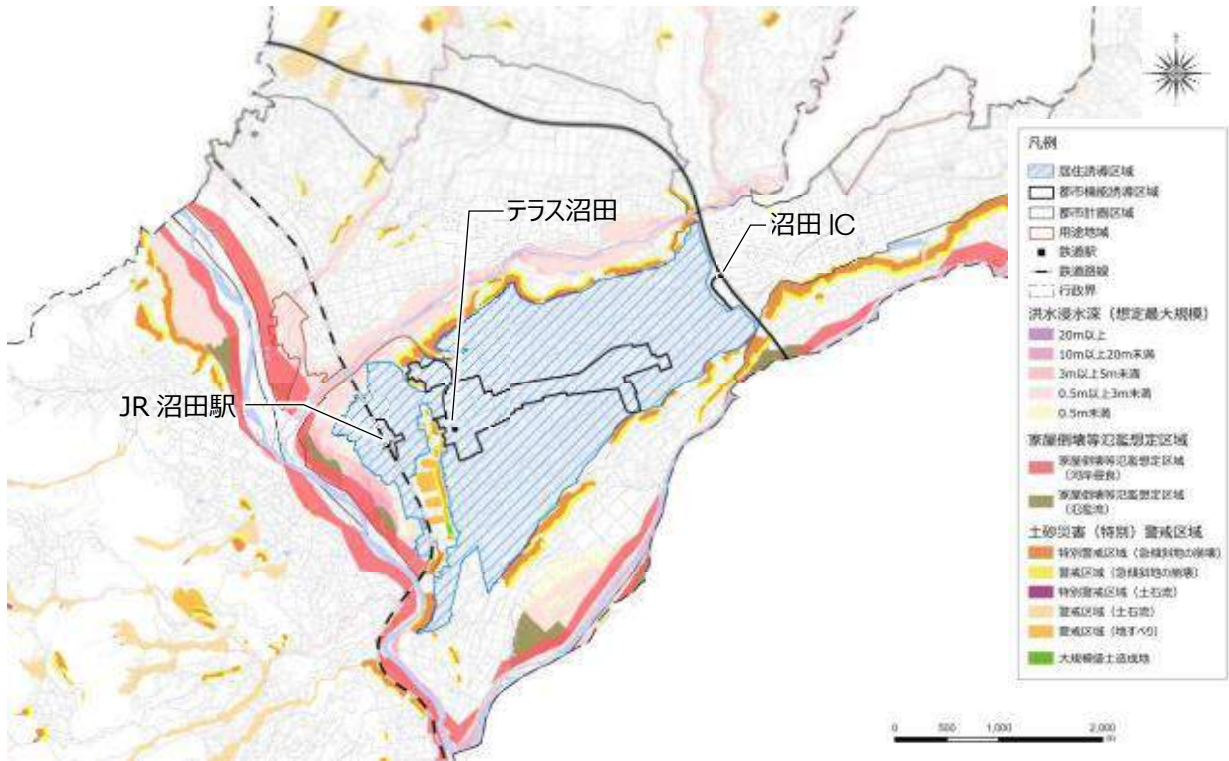 テラス沼田
沼田 IC
JR 沼田駅
凡例
居住誘導区域
都市機能誘導区域
都市計画区域
用途地域
鉄道駅
鉄道路線
行政界
洪水浸水深（想定最大規模）
20m以上
10m以上20m未満
3m以上5m未満
0.5m以上3m未満
0.5m未満
家屋倒壊等氾濫想定区域
家屋倒壊等氾濫想定区域
（河岸侵食）
家屋倒壊等氾濫想定区域
（氾濫流）
土砂災害（特別）警戒区域
特別警戒区域（急傾斜地の崩壊）
警戒区域（急傾斜地の崩壊）
特別警戒区域（土石流）
警戒区域（土石流）
警戒区域（地すべり）
大規模盛土造成地
0 500 1,000 2,000